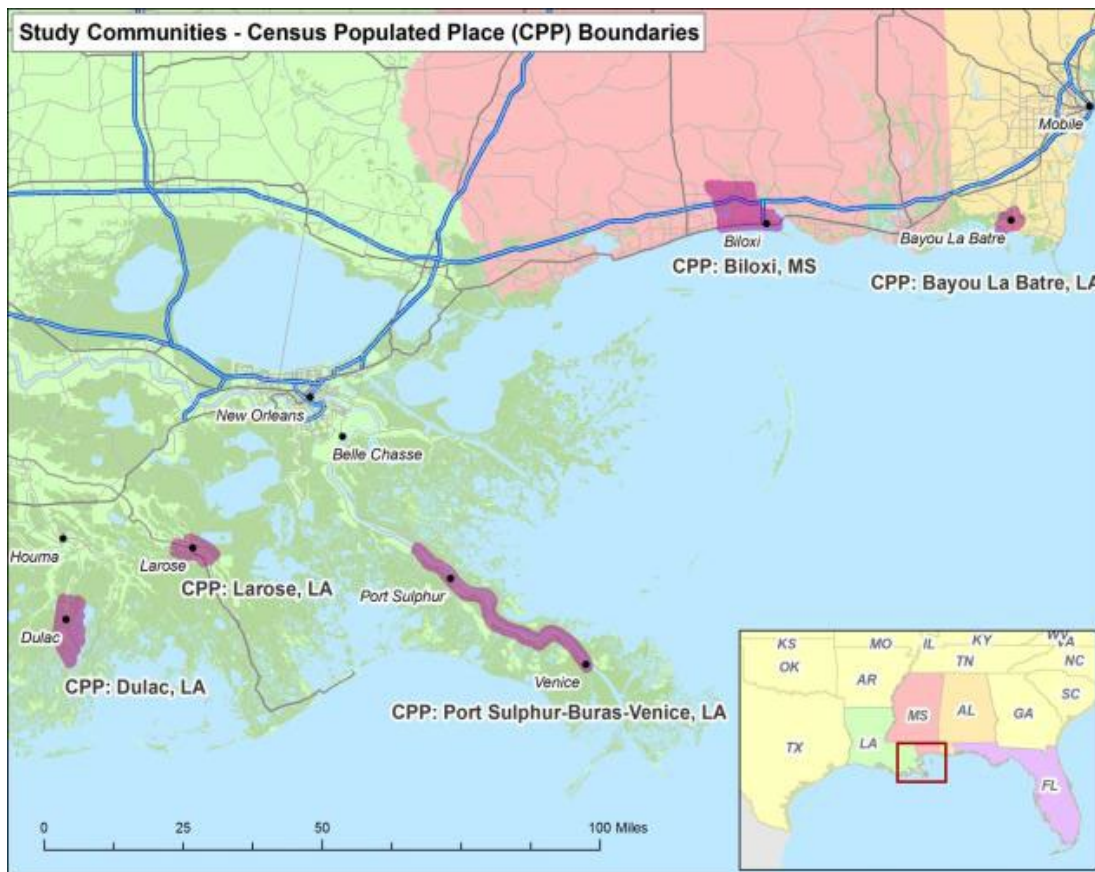 Study Communities - Census Populated Place (CPP) Boundaries
Mobile
Biloxi
Bayou La Batre
CPP: Biloxi, MS
CPP: Bayou La Batre, LA
New Orleans
Belle Chasse
Houma
Larose
CPP: Larose, LA
Port Sulphur
Dulac
CPP: Dulac, LA
Venice
CPP: Port Sulphur-Buras-Venice, LA
0 25 50 100 Miles
KS MO IL KY WV VA
OK AR TN NC
SC
MS AL GA
TX LA
FL